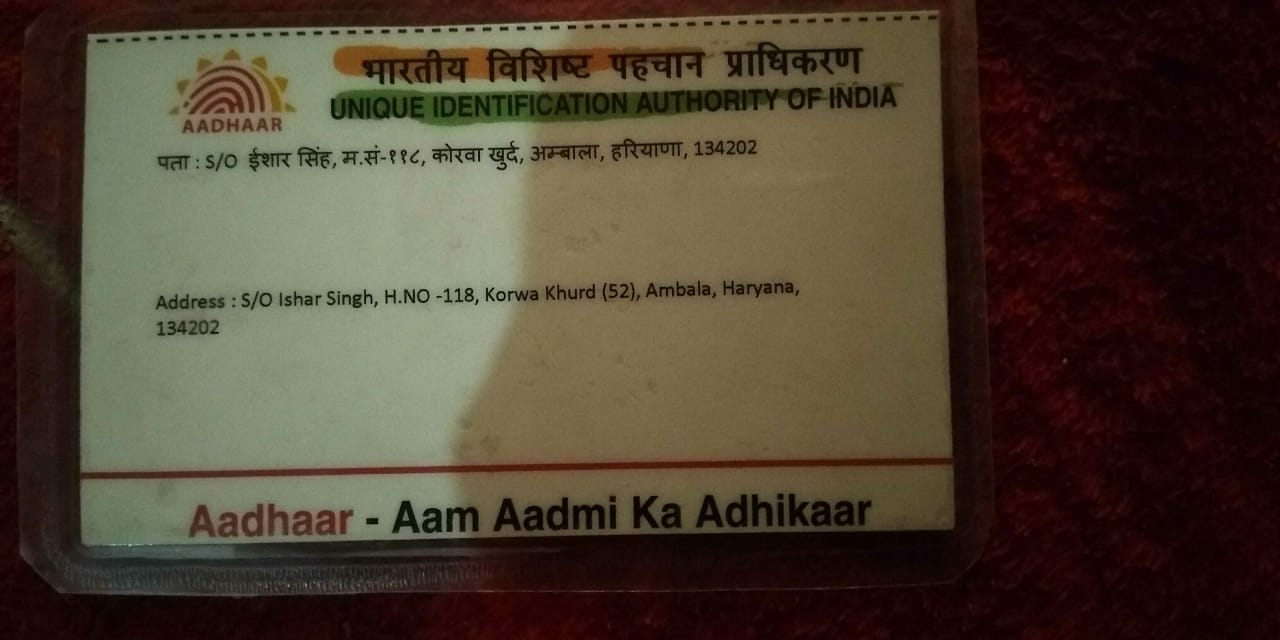 भारतीय विशिष्ट पहचान प्राधिकरण
UNIQUE IDENTIFICATION AUTHORITY OF INDIA
AADHAAR
पता : S/O ईशार सिंह, म.सं-११८, कोरवा खुर्द, अम्बाला, हरियाणा, 134202
Address : S/O Ishar Singh, H.NO -118, Korwa Khurd (52), Ambala, Haryana,
134202
Aadhaar - Aam Aadmi Ka Adhikaar